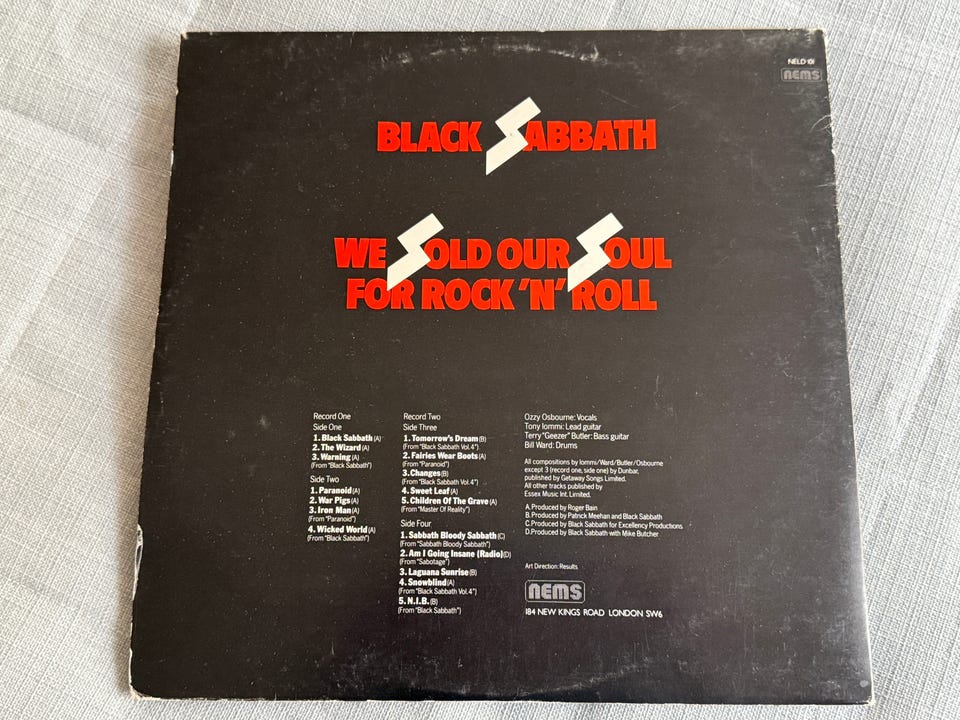 NELD 101
nems
BLACK SABBATH
WE SOLD OUR SOUL
FOR ROCK 'N' ROLL
Record One
Side One
1. Black Sabbath (A)
2. The Wizard (A)
3. Warning (A)
(From "Black Sabbath")
Side Two
1. Paranoid (A)
2. War Pigs (A)
3. Iron Man (A)
(From "Paranoid")
4. Wicked World (A)
(From "Black Sabbath")
Record Two
Side Three
1. Tomorrow's Dream (B)
(From "Black Sabbath Vol.4")
2. Fairies Wear Boots (A)
(From "Paranoid")
3. Changes (B)
(From "Black Sabbath Vol.4")
4. Sweet Leaf (A)
5. Children Of The Grave (A)
(From "Master Of Reality")
Side Four
1. Sabbath Bloody Sabbath (C)
(From "Sabbath Bloody Sabbath")
2. Am I Going Insane (Radio) (D)
(From "Sabotage")
3. Laguana Sunrise (B)
4. Snowblind (A)
(From "Black Sabbath Vol.4")
5. N.I.B. (B)
(From "Black Sabbath")
Ozzy Osbourne: Vocals
Tony Iommi: Lead guitar
Terry "Geezer" Butler: Bass guitar
Bill Ward: Drums
All compositions by Iommi/Ward/Butler/Osbourne
except 3 (record one, side one) by Dunbar,
published by Getaway Songs Limited.
All other tracks published by
Essex Music Int. Limited.
A. Produced by Roger Bain
B. Produced by Patrick Meehan and Black Sabbath
C. Produced by Black Sabbath for Excellency Productions
D. Produced by Black Sabbath with Mike Butcher
Art Direction: Results
nems
184 NEW KINGS ROAD LONDON SW6